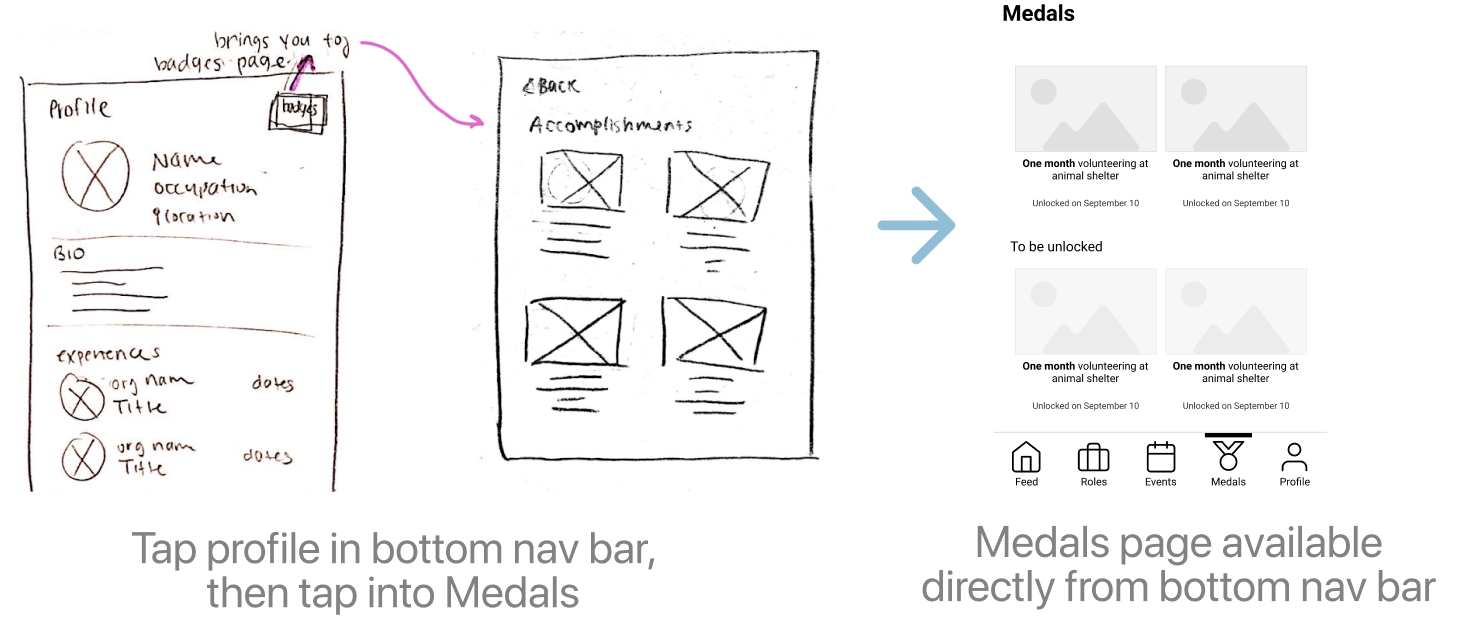 brings you to
badges page
Profile
badges
Name
occupation
location
BIO
experiences
org name
dates
Title
org name
dates
Title
Back
Accomplishments
Medals
One month volunteering at
animal shelter
Unlocked on September 10
One month volunteering at
animal shelter
Unlocked on September 10
To be unlocked
One month volunteering at
animal shelter
Unlocked on September 10
One month volunteering at
animal shelter
Unlocked on September 10
Feed
Roles
Events
Medals
Profile
Tap profile in bottom nav bar,
then tap into Medals
Medals page available
directly from bottom nav bar